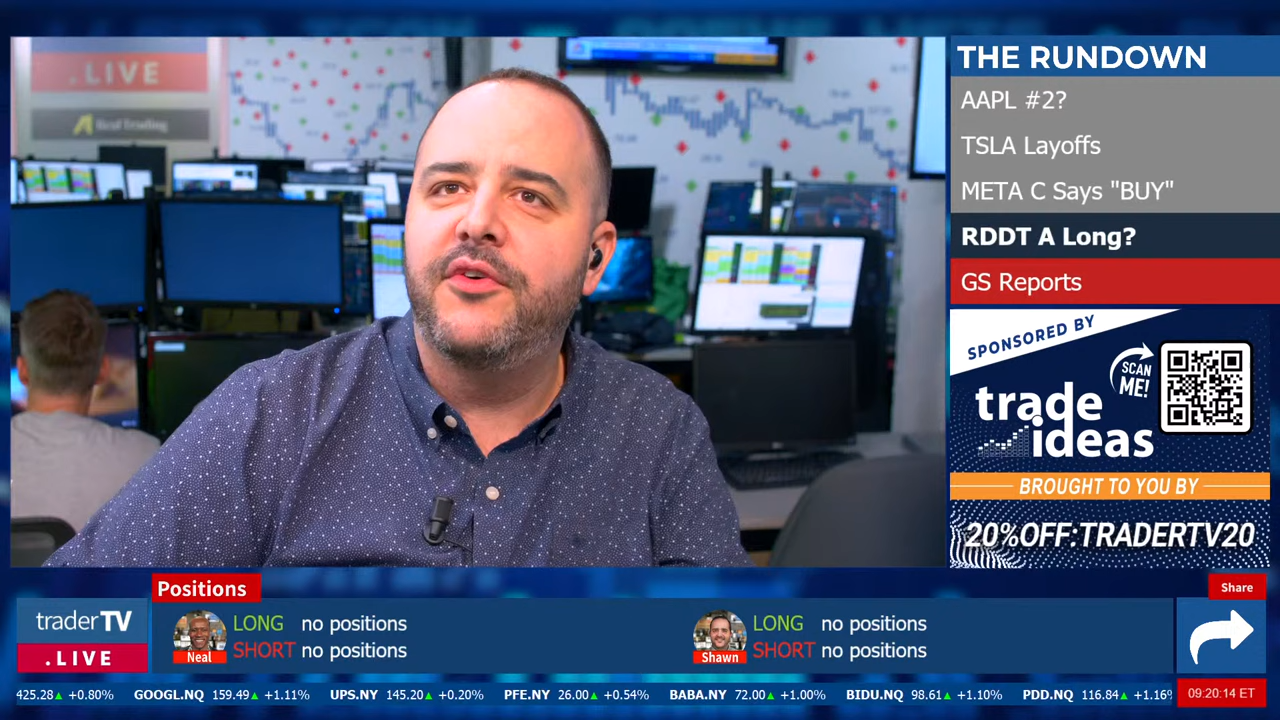 .LIVE
Real Trading
THE RUNDOWN
AAPL #2?
TSLA Layoffs
META C Says "BUY"
RDDT A Long?
GS Reports
SPONSORED BY
SCAN
ME!
trade
ideas
BROUGHT TO YOU BY
20%OFF:TRADERTV20
Positions
Share
traderTV
.LIVE
LONG no positions
SHORT no positions
Neal
LONG no positions
SHORT no positions
Shawn
425.28▲ +0.80% GOOGL.NQ 159.49▲ +1.11% UPS.NY 145.20▲ +0.20% PFE.NY 26.00▲ +0.54% BABA.NY 72.00▲ +1.00% BIDU.NQ 98.61▲ +1.10% PDD.NQ 116.84▲ +1.16%
09:20:14 ET